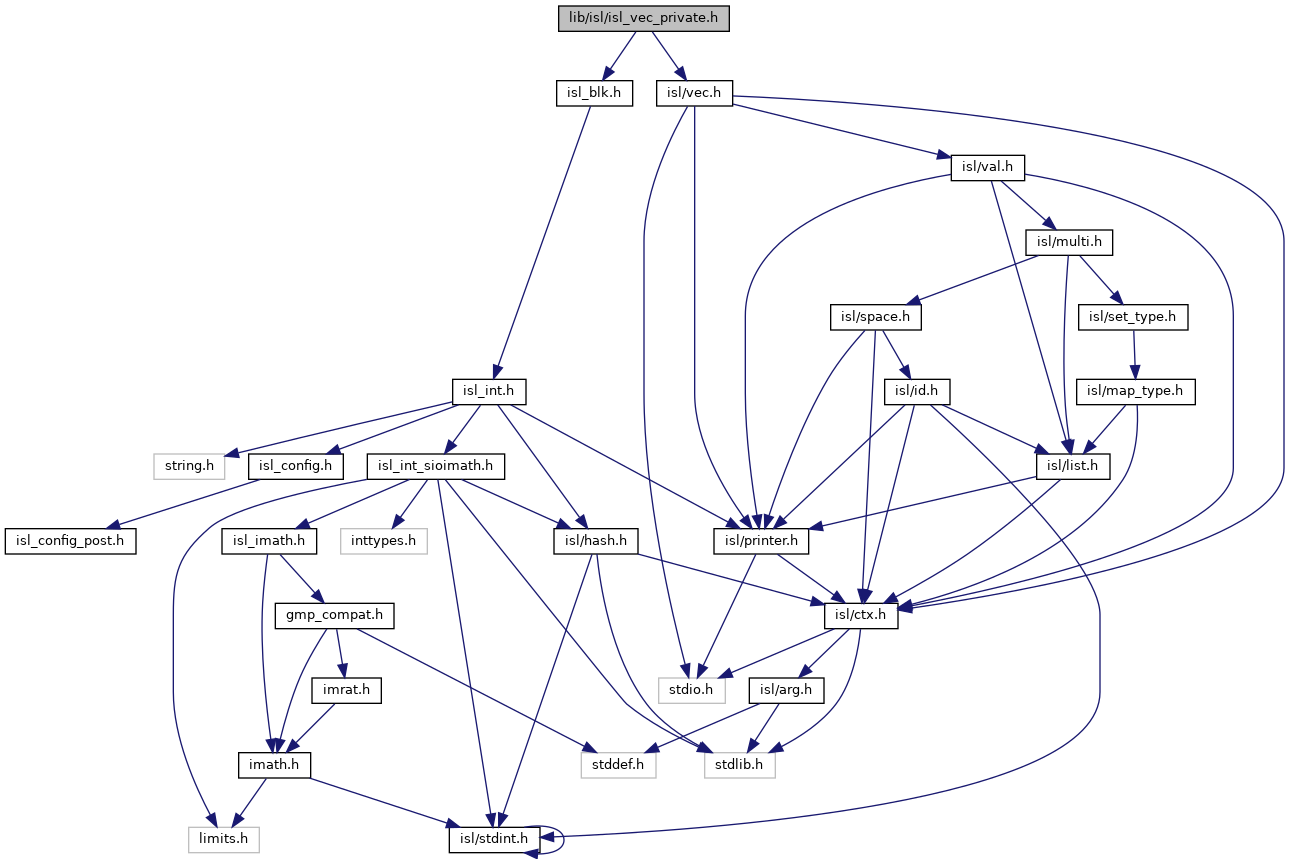 lib/isl/isl_vec_private.h
isl_blk.h
isl/vec.h
isl/val.h
isl/multi.h
isl/space.h
isl/set_type.h
isl_int.h
isl/id.h
isl/map_type.h
string.h
isl_config.h
isl_int_sioimath.h
isl/list.h
isl_config_post.h
isl_imath.h
inttypes.h
isl/hash.h
isl/printer.h
gmp_compat.h
isl/ctx.h
imrat.h
stdio.h
isl/arg.h
imath.h
stddef.h
stdlib.h
limits.h
isl/stdint.h